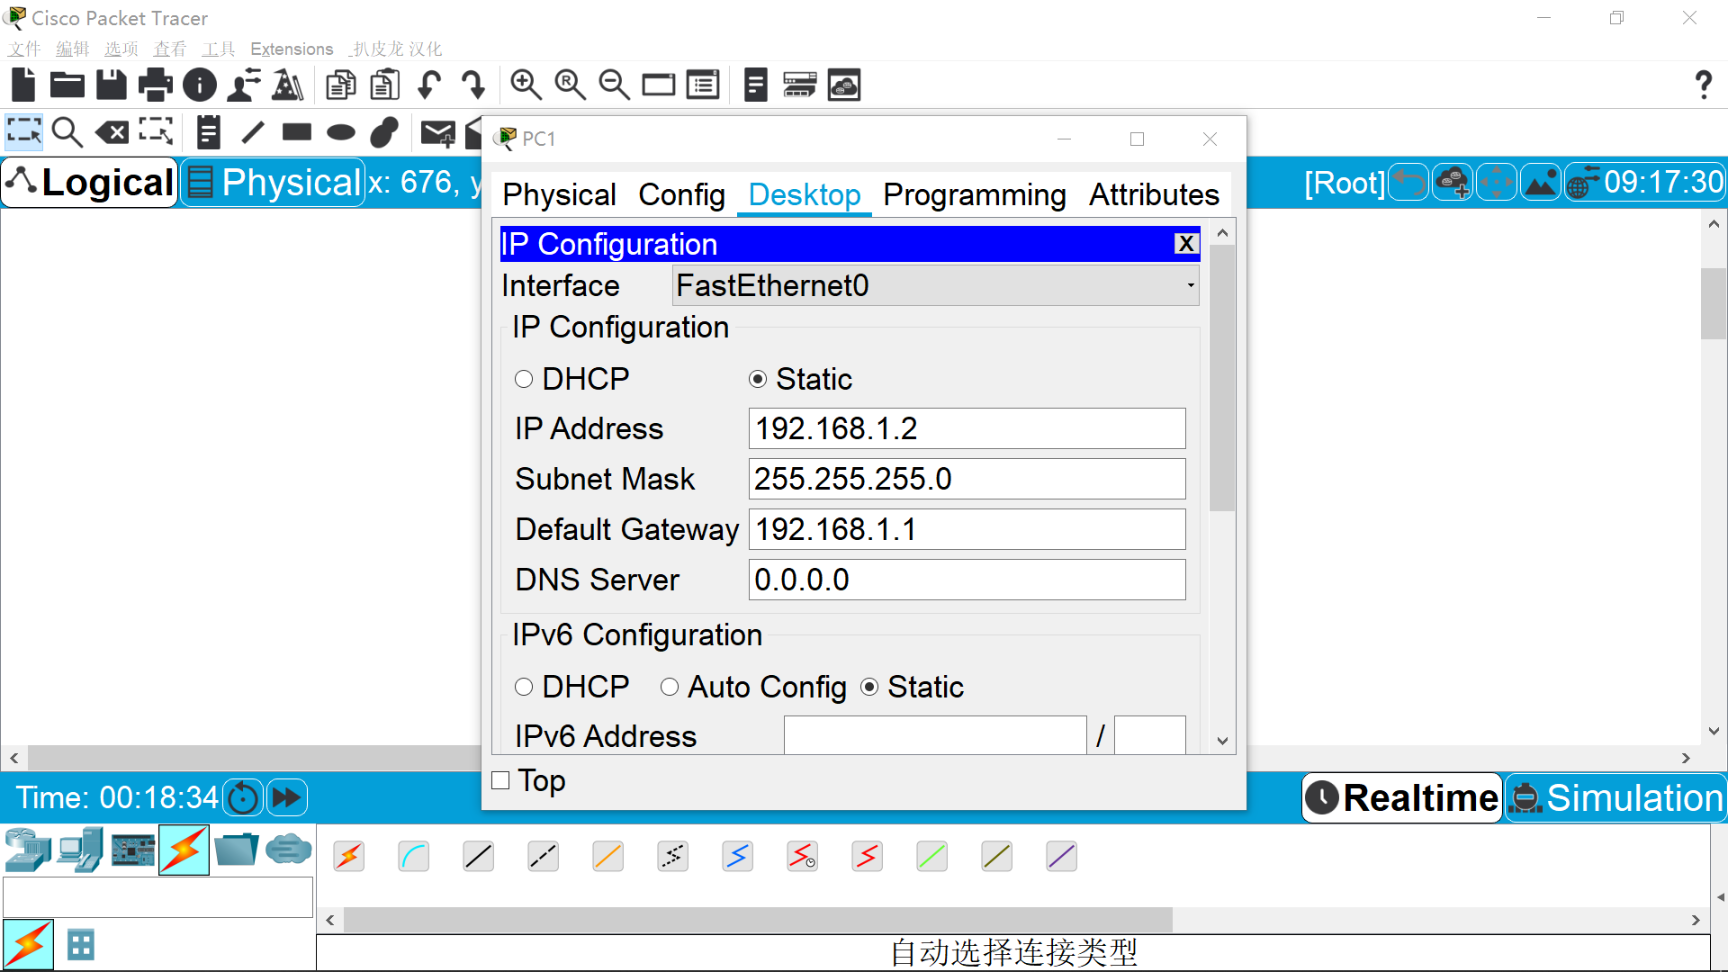 Cisco Packet Tracer
文件 编辑 选项 查看 工具 Extensions _扒皮龙 汉化
PC1
Logical Physical x: 676, y [Root] 09:17:30
Physical Config Desktop Programming Attributes
IP Configuration X
Interface FastEthernet0
IP Configuration
DHCP Static
IP Address 192.168.1.2
Subnet Mask 255.255.255.0
Default Gateway 192.168.1.1
DNS Server 0.0.0.0
IPv6 Configuration
DHCP Auto Config Static
IPv6 Address /
Top
Time: 00:18:34 Realtime Simulation
自动选择连接类型